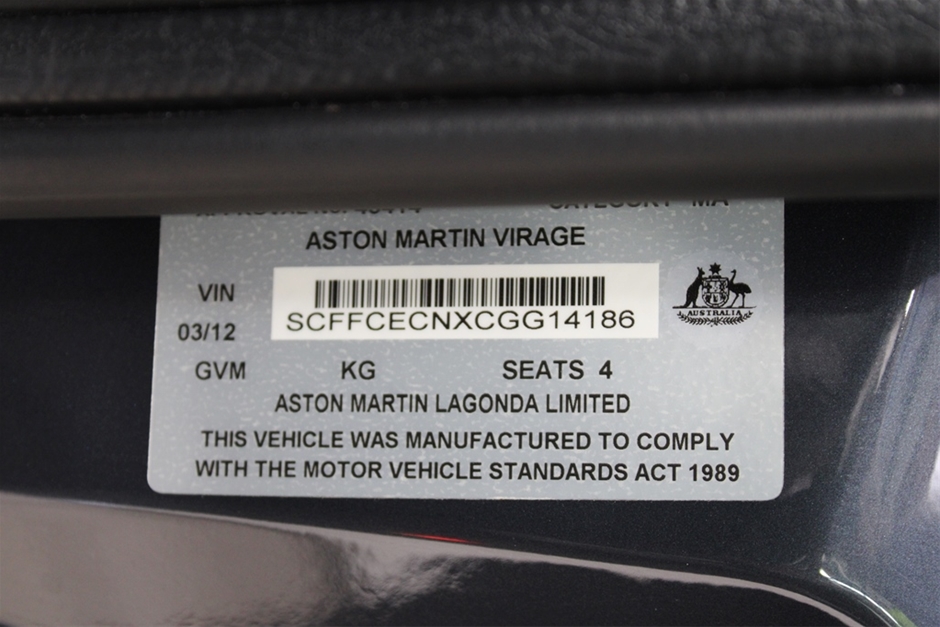 ASTON MARTIN VIRAGE
VIN
SCFFCECNXCGG14186
03/12
AUSTRALIA
GVM KG SEATS 4
ASTON MARTIN LAGONDA LIMITED
THIS VEHICLE WAS MANUFACTURED TO COMPLY
WITH THE MOTOR VEHICLE STANDARDS ACT 1989